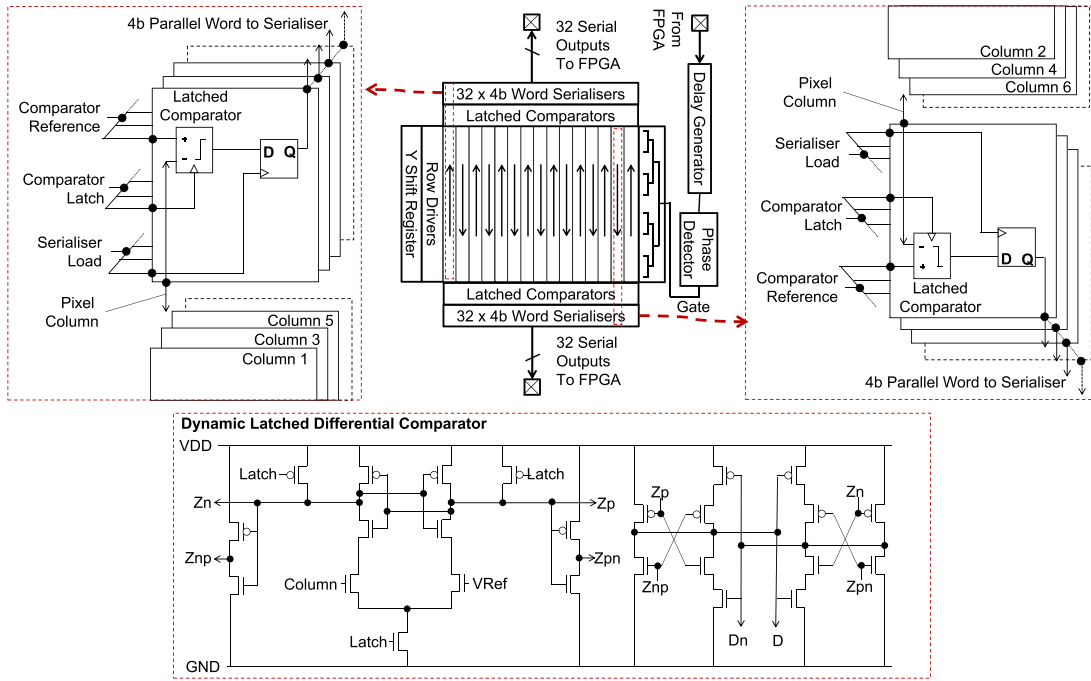 4b Parallel Word to Serialiser
Comparator
Reference
Latched
Comparator
+
-
D Q
Comparator
Latch
Serialiser
Load
Pixel
Column
Column 5
Column 3
Column 1
32 Serial
Outputs
To FPGA
From
FPGA
32 x 4b Word Serialisers
Latched Comparators
Y Shift Register
Row Drivers
Delay Generator
Phase
Detector
Gate
Latched Comparators
32 x 4b Word Serialisers
32 Serial
Outputs
To FPGA
Column 2
Column 4
Column 6
Pixel
Column
Serialiser
Load
Comparator
Latch
Comparator
Reference
-
+
D Q
Latched
Comparator
4b Parallel Word to Serialiser
Dynamic Latched Differential Comparator
VDD
Latch
Latch
Zn
Zp
Znp
Zpn
Column
VRef
Latch
GND
Zp
Zn
Znp
Zpn
Dn
D